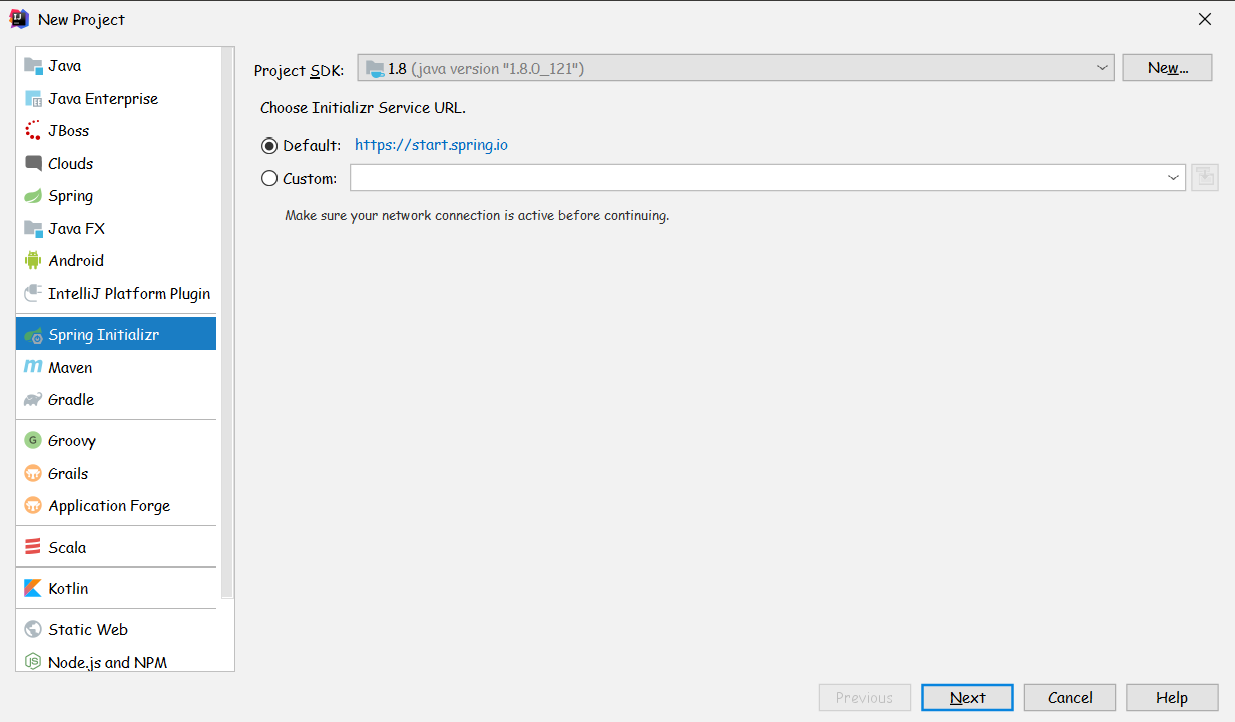 New Project
Java
Java Enterprise
JBoss
Clouds
Spring
Java FX
Android
IntelliJ Platform Plugin
Spring Initializr
Maven
Gradle
Groovy
Grails
Application Forge
Scala
Kotlin
Static Web
Node.js and NPM
Project SDK: 1.8 (java version "1.8.0_121") New...
Choose Initializr Service URL.
Default: https://start.spring.io
Custom:
Make sure your network connection is active before continuing.
Previous Next Cancel Help